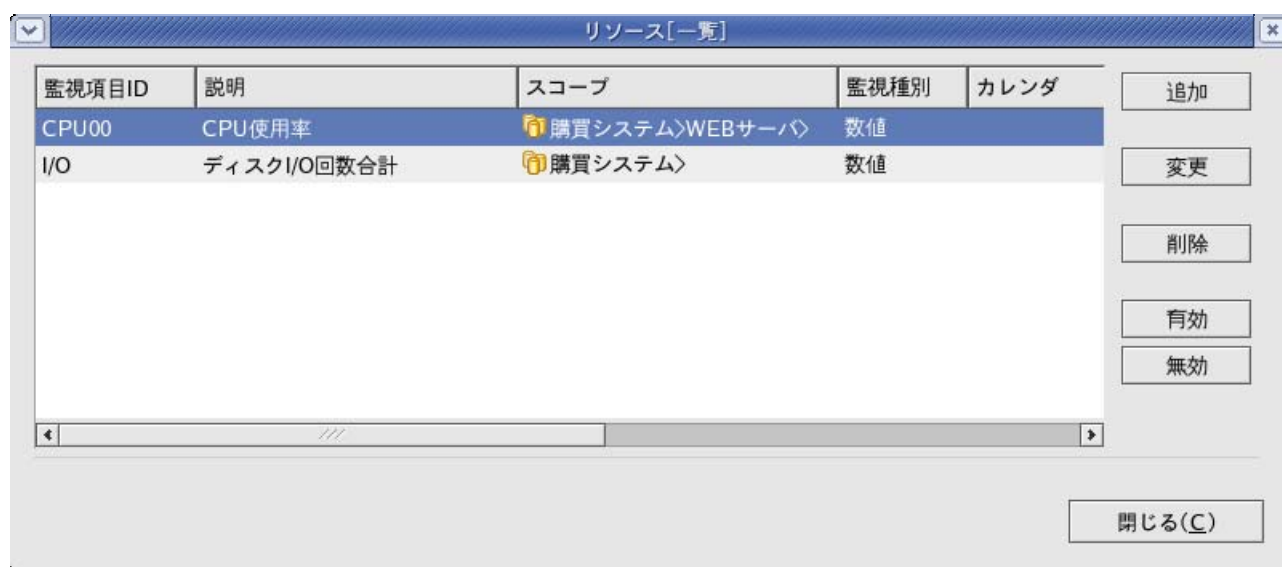 リソース[一覧]
監視項目ID 説明 スコープ 監視種別 カレンダ
CPU00 CPU使用率 購買システム〉WEBサーバ〉 数値
I/O ディスクI/O回数合計 購買システム〉 数値
追加
変更
削除
有効
無効
閉じる(C)